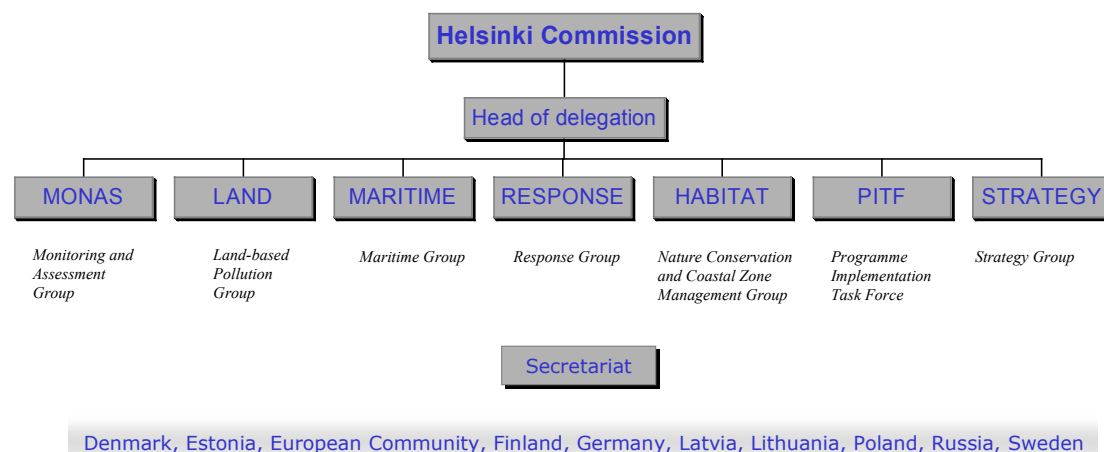 Helsinki Commission
Head of delegation
MONAS
LAND
MARITIME
RESPONSE
HABITAT
PITF
STRATEGY
Monitoring and
Assessment
Group
Land-based
Pollution
Group
Maritime Group
Response Group
Nature Conservation
and Coastal Zone
Management Group
Programme
Implementation
Task Force
Strategy Group
Secretariat
Denmark, Estonia, European Community, Finland, Germany, Latvia, Lithuania, Poland, Russia, Sweden